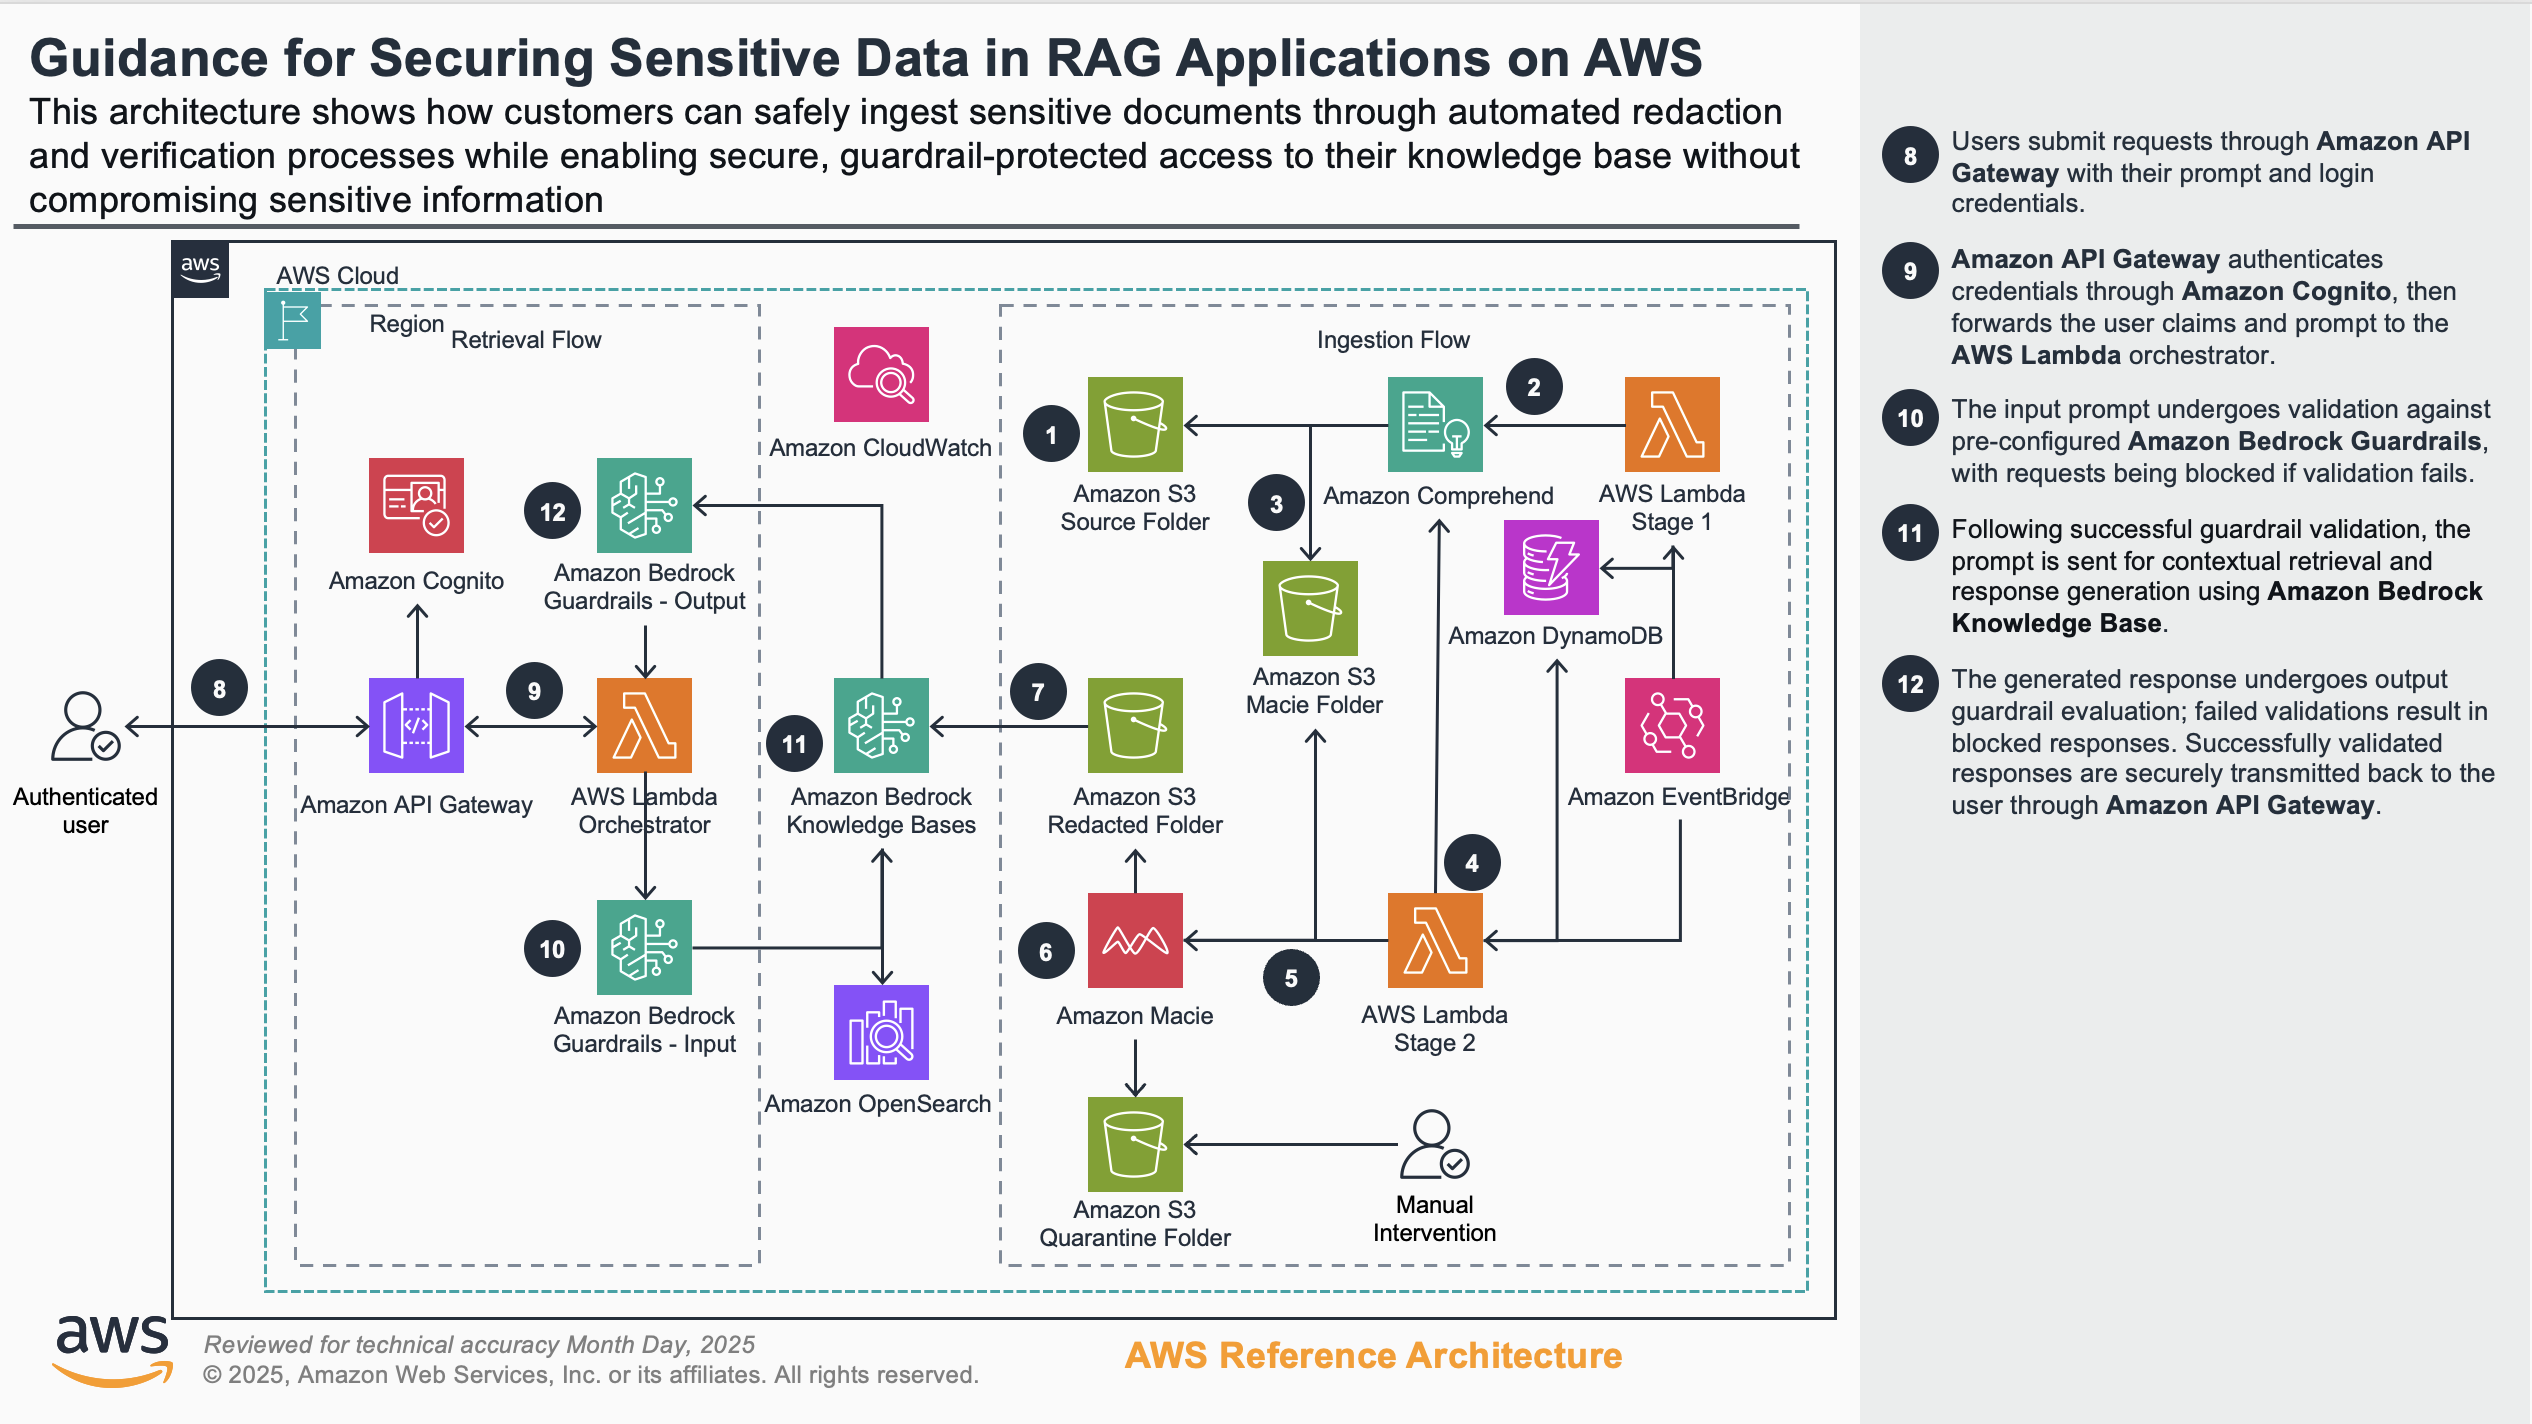 Guidance for Securing Sensitive Data in RAG Applications on AWS
This architecture shows how customers can safely ingest sensitive documents through automated redaction
and verification processes while enabling secure, guardrail-protected access to their knowledge base without
compromising sensitive information
aws
AWS Cloud
Region
Retrieval Flow
Ingestion Flow
Amazon CloudWatch
1
Amazon S3
Source Folder
2
Amazon Comprehend
AWS Lambda
Stage 1
3
Amazon Cognito
12
Amazon Bedrock
Guardrails - Output
Amazon DynamoDB
Amazon S3
Macie Folder
8
9
7
11
Authenticated
user
Amazon API Gateway
AWS Lambda
Orchestrator
Amazon Bedrock
Knowledge Bases
Amazon S3
Redacted Folder
Amazon EventBridge
4
10
Amazon Bedrock
Guardrails - Input
6
5
Amazon Macie
AWS Lambda
Stage 2
Amazon OpenSearch
Amazon S3
Quarantine Folder
Manual
Intervention
aws
Reviewed for technical accuracy Month Day, 2025
© 2025, Amazon Web Services, Inc. or its affiliates. All rights reserved.
AWS Reference Architecture
8
Users submit requests through Amazon API
Gateway with their prompt and login
credentials.
9
Amazon API Gateway authenticates
credentials through Amazon Cognito, then
forwards the user claims and prompt to the
AWS Lambda orchestrator.
10
The input prompt undergoes validation against
pre-configured Amazon Bedrock Guardrails,
with requests being blocked if validation fails.
11
Following successful guardrail validation, the
prompt is sent for contextual retrieval and
response generation using Amazon Bedrock
Knowledge Base.
12
The generated response undergoes output
guardrail evaluation; failed validations result in
blocked responses. Successfully validated
responses are securely transmitted back to the
user through Amazon API Gateway.